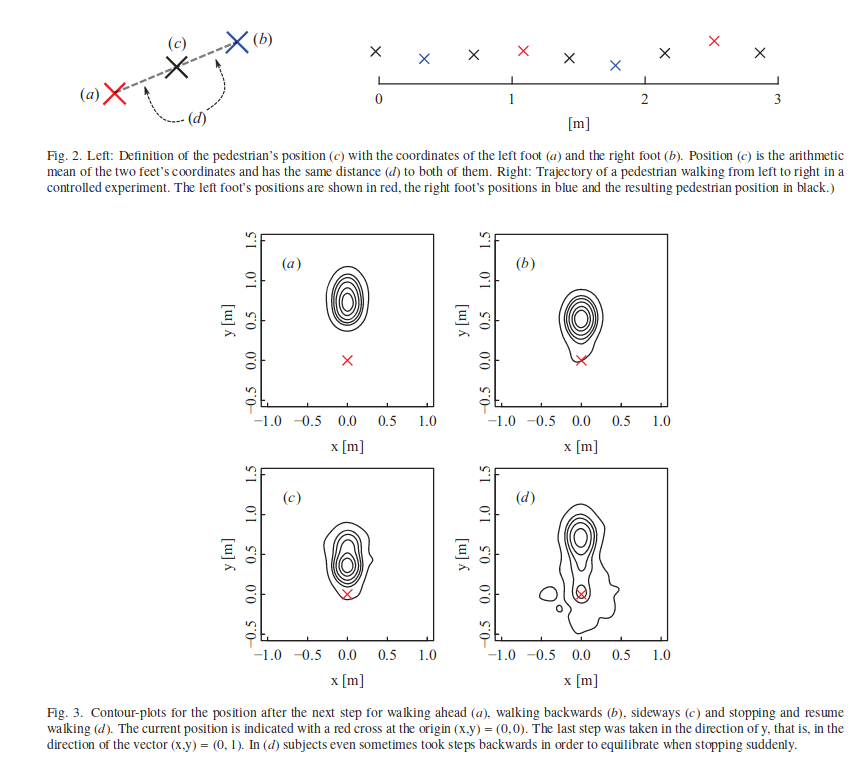 (a)
(c)
(b)
(d)
0 1 2 3
[m]
Fig. 2. Left: Definition of the pedestrian's position (c) with the coordinates of the left foot (a) and the right foot (b). Position (c) is the arithmetic
mean of the two feet's coordinates and has the same distance (d) to both of them. Right: Trajectory of a pedestrian walking from left to right in a
controlled experiment. The left foot's positions are shown in red, the right foot's positions in blue and the resulting pedestrian position in black.)
(a)
y [m]
1.5
1.0
0.5
0.0
−0.5
−1.0 −0.5 0.0 0.5 1.0
x [m]
(b)
y [m]
1.5
1.0
0.5
0.0
−0.5
−1.0 −0.5 0.0 0.5 1.0
x [m]
(c)
y [m]
1.5
1.0
0.5
0.0
−0.5
−1.0 −0.5 0.0 0.5 1.0
x [m]
(d)
y [m]
1.5
1.0
0.5
0.0
−0.5
−1.0 −0.5 0.0 0.5 1.0
x [m]
Fig. 3. Contour-plots for the position after the next step for walking ahead (a), walking backwards (b), sideways (c) and stopping and resume
walking (d). The current position is indicated with a red cross at the origin (x,y) = (0,0). The last step was taken in the direction of y, that is, in the
direction of the vector (x,y) = (0, 1). In (d) subjects even sometimes took steps backwards in order to equilibrate when stopping suddenly.